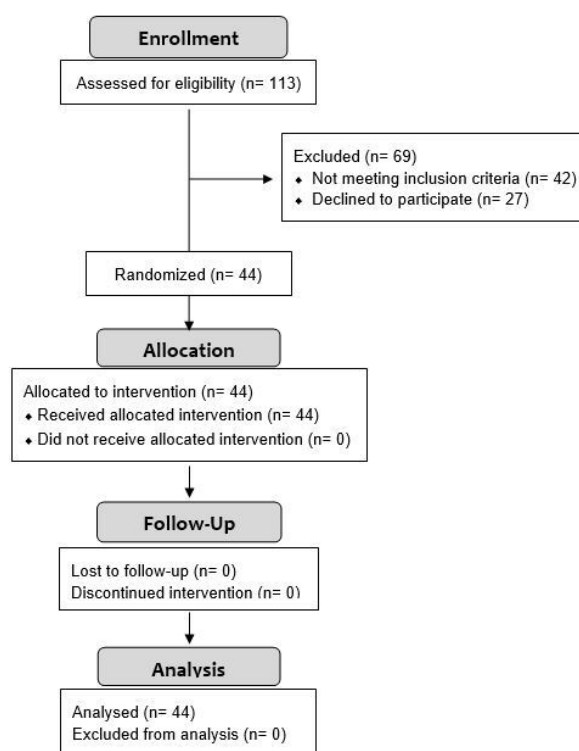 Enrollment
Assessed for eligibility (n= 113)
Excluded (n= 69)
⬥ Not meeting inclusion criteria (n= 42)
⬥ Declined to participate (n= 27)
Randomized (n= 44)
Allocation
Allocated to intervention (n= 44)
⬥ Received allocated intervention (n= 44)
⬥ Did not receive allocated intervention (n= 0)
Follow-Up
Lost to follow-up (n= 0)
Discontinued intervention (n= 0)
Analysis
Analysed (n= 44)
Excluded from analysis (n= 0)